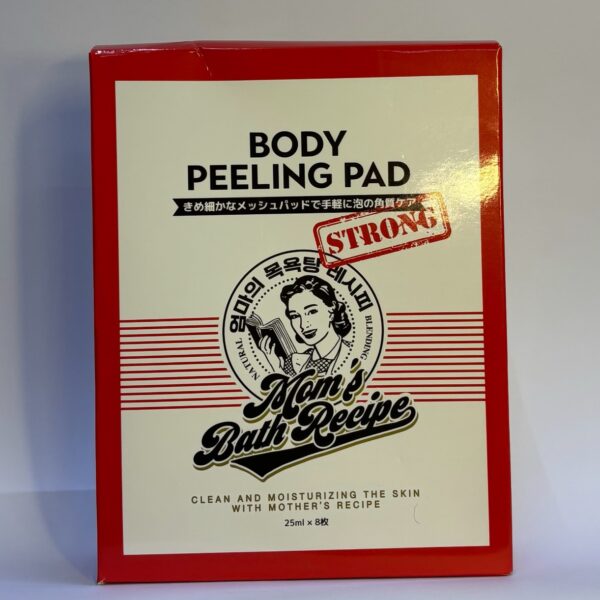 BODY
PEELING PAD
きめ細かなメッシュパッドで手軽に泡の角質ケア
STRONG
엄마의 목욕탕 레시피
NATURAL
BLENDING
Mom's
Bath Recipe
CLEAN AND MOISTURIZING THE SKIN
WITH MOTHER'S RECIPE
25ml × 8枚